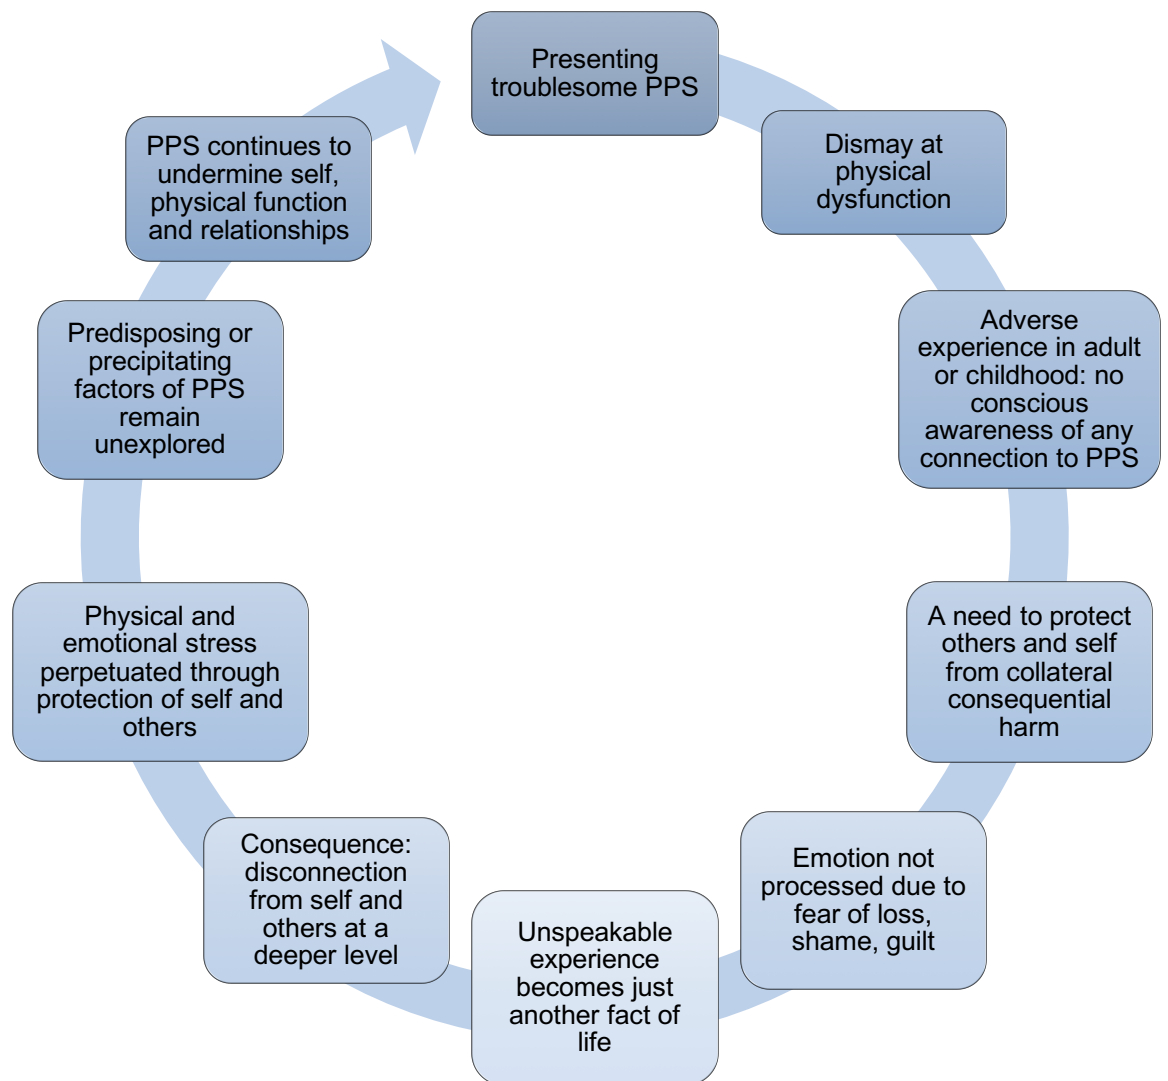 Presenting
troublesome PPS
Dismay at
physical
dysfunction
Adverse
experience in adult
or childhood: no
conscious
awareness of any
connection to PPS
A need to protect
others and self
from collateral
consequential
harm
Emotion not
processed due to
fear of loss,
shame, guilt
Unspeakable
experience
becomes just
another fact of
life
Consequence:
disconnection
from self and
others at a
deeper level
Physical and
emotional stress
perpetuated through
protection of self and
others
Predisposing or
precipitating
factors of PPS
remain
unexplored
PPS continues to
undermine self,
physical function
and relationships